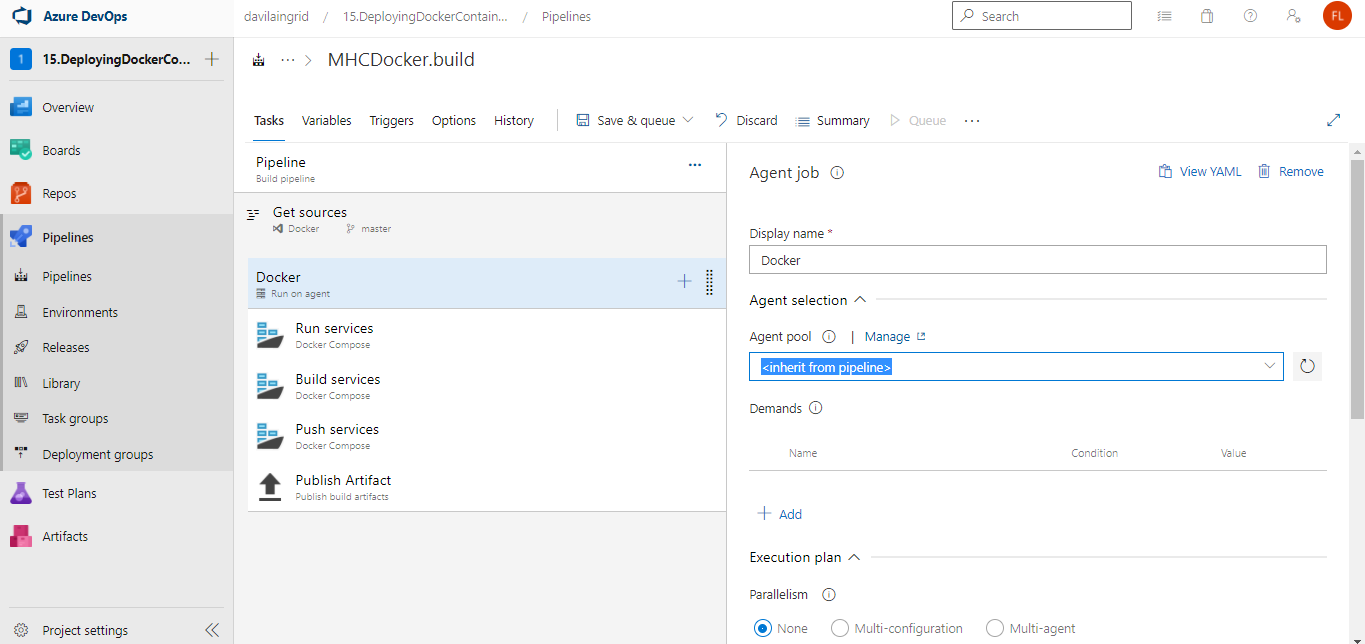 Azure DevOps
davilaingrid / 15.DeployingDockerContain... / Pipelines
Search
FL
1 15.DeployingDockerCo...
Overview
Boards
Repos
Pipelines
Pipelines
Environments
Releases
Library
Task groups
Deployment groups
Test Plans
Artifacts
Project settings
... > MHCDocker.build
Tasks Variables Triggers Options History Save & queue Discard Summary Queue ...
Pipeline
Build pipeline
Get sources
Docker master
Docker
Run on agent
Run services
Docker Compose
Build services
Docker Compose
Push services
Docker Compose
Publish Artifact
Publish build artifacts
Agent job View YAML Remove
Display name *
Docker
Agent selection
Agent pool | Manage
<inherit from pipeline>
Demands
Name Condition Value
+ Add
Execution plan
Parallelism
None Multi-configuration Multi-agent